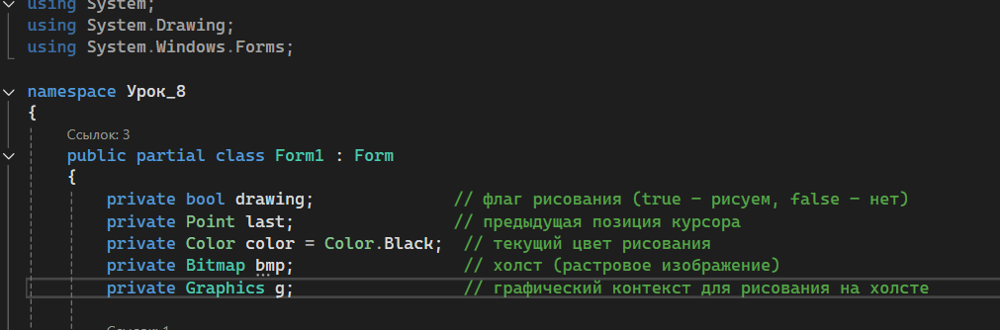 using System;
using System.Drawing;
using System.Windows.Forms;
namespace Урок_8
{
Ссылок: 3
public partial class Form1 : Form
{
private bool drawing; // флаг рисования (true — рисуем, false — нет)
private Point last; // предыдущая позиция курсора
private Color color = Color.Black; // текущий цвет рисования
private Bitmap bmp; // холст (растровое изображение)
private Graphics g; // графический контекст для рисования на холсте